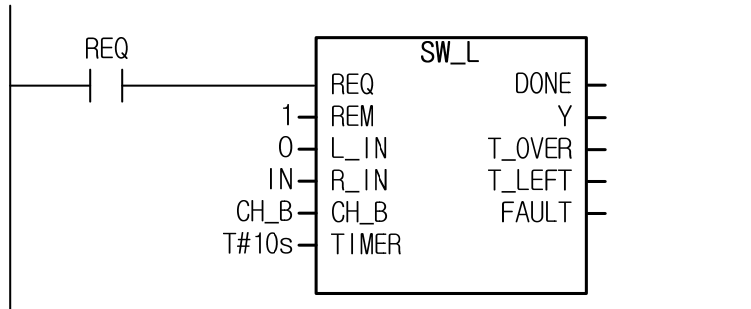 REQ
SW_L
REQ DONE
1 REM Y
0 L_IN T_OVER
IN R_IN T_LEFT
CH_B CH_B FAULT
T#10s TIMER